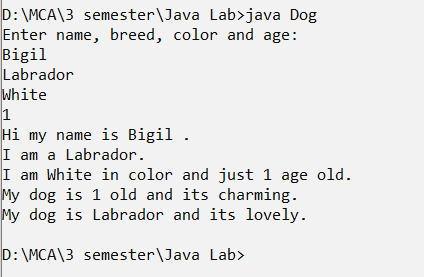 D:\MCA\3 semester\Java Lab>java Dog
Enter name, breed, color and age:
Bigil
Labrador
White
1
Hi my name is Bigil .
I am a Labrador.
I am White in color and just 1 age old.
My dog is 1 old and its charming.
My dog is Labrador and its lovely.
D:\MCA\3 semester\Java Lab>